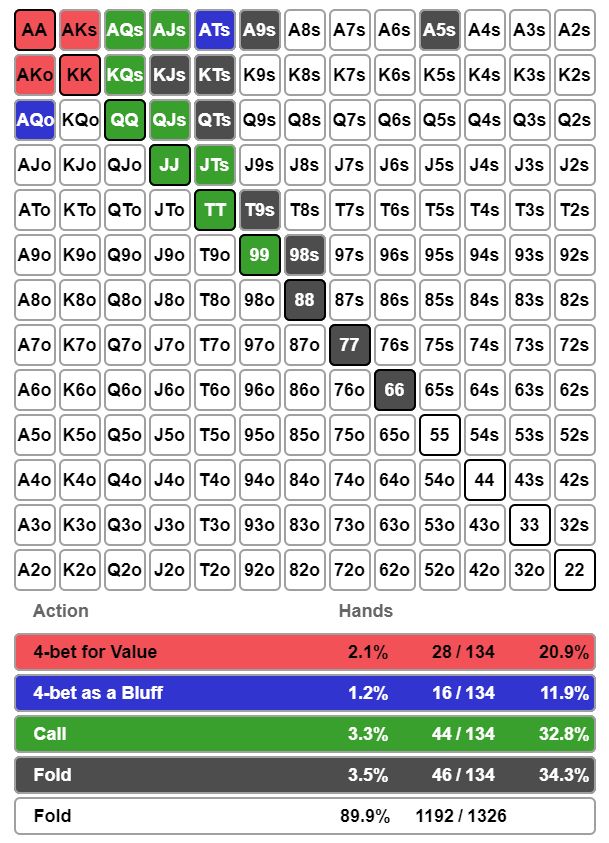 AA AKs AQs AJs ATs A9s A8s A7s A6s A5s A4s A3s A2s
AKo KK KQs KJs KTs K9s K8s K7s K6s K5s K4s K3s K2s
AQo KQo QQ QJs QTs Q9s Q8s Q7s Q6s Q5s Q4s Q3s Q2s
AJo KJo QJo JJ JTs J9s J8s J7s J6s J5s J4s J3s J2s
ATo KTo QTo JTo TT T9s T8s T7s T6s T5s T4s T3s T2s
A9o K9o Q9o J9o T9o 99 98s 97s 96s 95s 94s 93s 92s
A8o K8o Q8o J8o T8o 98o 88 87s 86s 85s 84s 83s 82s
A7o K7o Q7o J7o T7o 97o 87o 77 76s 75s 74s 73s 72s
A6o K6o Q6o J6o T6o 96o 86o 76o 66 65s 64s 63s 62s
A5o K5o Q5o J5o T5o 95o 85o 75o 65o 55 54s 53s 52s
A4o K4o Q4o J4o T4o 94o 84o 74o 64o 54o 44 43s 42s
A3o K3o Q3o J3o T3o 93o 83o 73o 63o 53o 43o 33 32s
A2o K2o Q2o J2o T2o 92o 82o 72o 62o 52o 42o 32o 22
Action Hands
4-bet for Value 2.1% 28 / 134 20.9%
4-bet as a Bluff 1.2% 16 / 134 11.9%
Call 3.3% 44 / 134 32.8%
Fold 3.5% 46 / 134 34.3%
Fold 89.9% 1192 / 1326